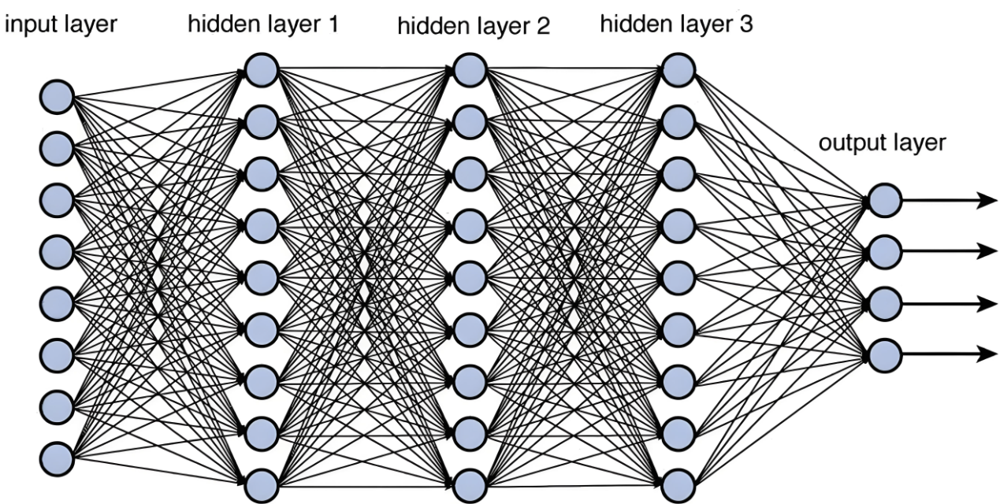 input layer
hidden layer 1
hidden layer 2
hidden layer 3
output layer